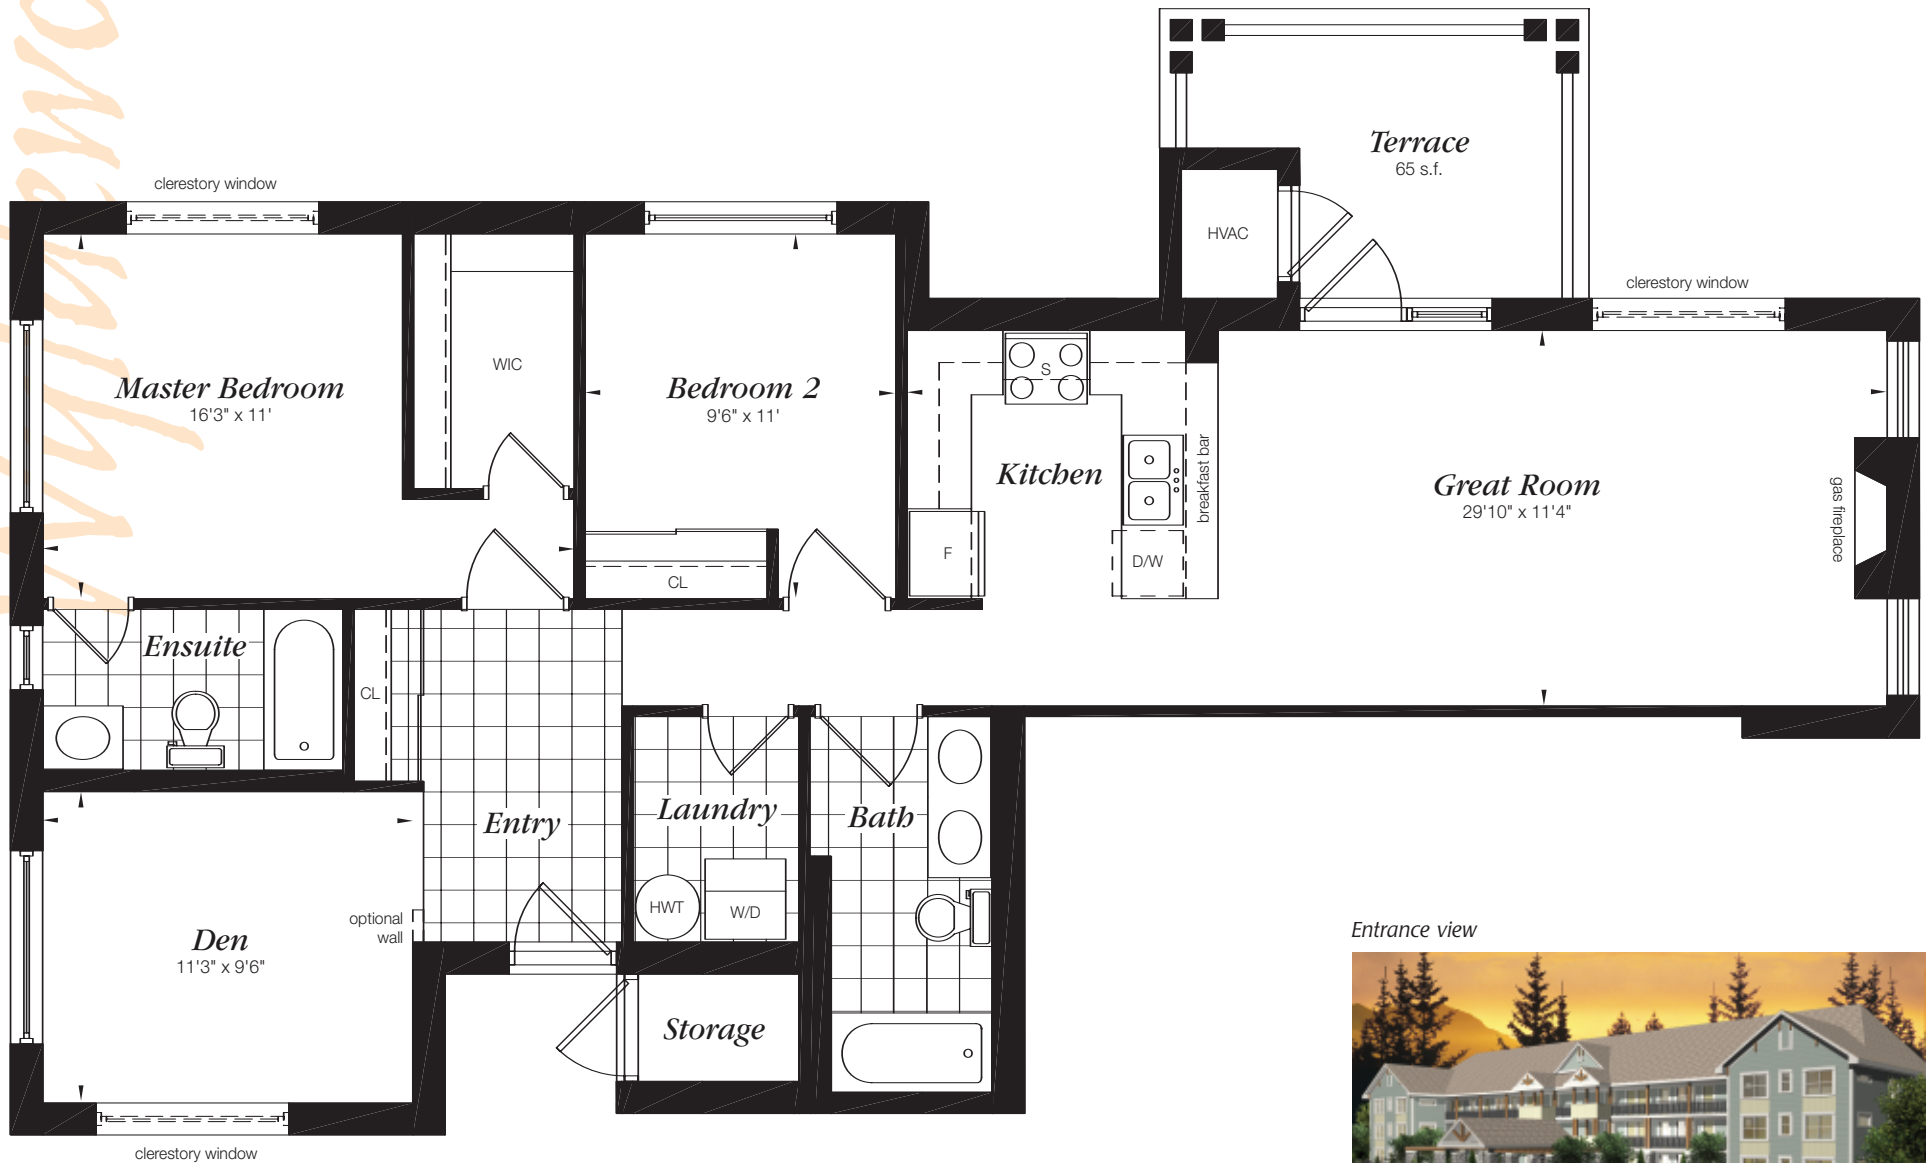 Terrace
65 s.f.
clerestory window
HVAC
clerestory window
WIC
S
Master Bedroom
16'3" x 11'
Bedroom 2
9'6" x 11'
Kitchen
breakfast bar
Great Room
29'10" x 11'4"
gas fireplace
F
D/W
CL
Ensuite
CL
Entry
Laundry
Bath
HWT
W/D
optional
wall
Den
11'3" x 9'6"
Storage
Entrance view
clerestory window